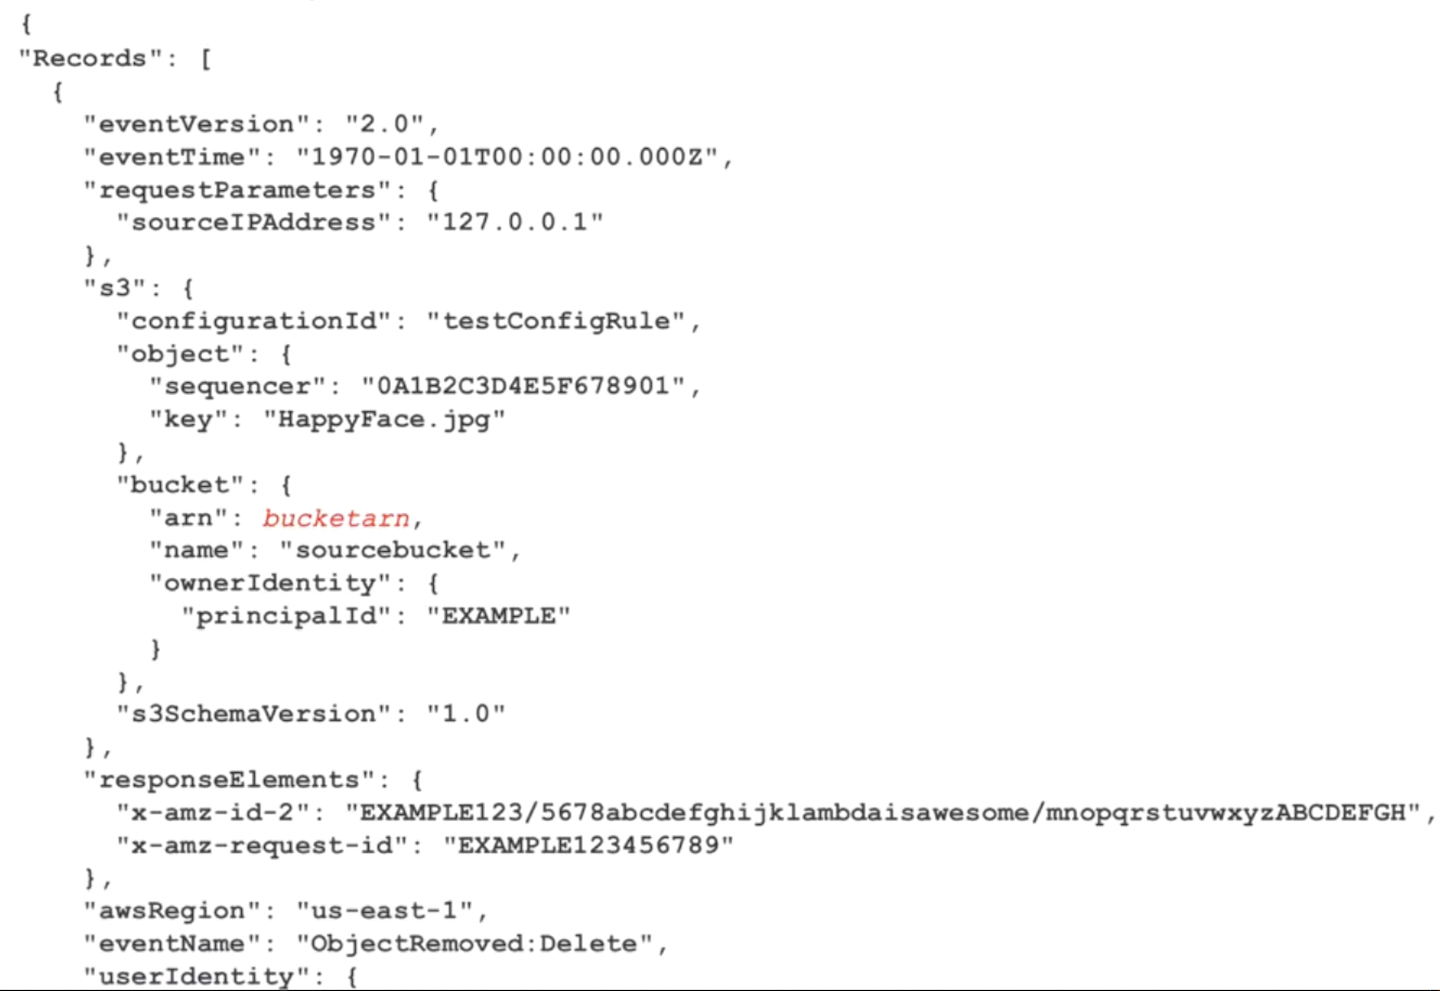 {
"Records": [
  {
    "eventVersion": "2.0",
    "eventTime": "1970-01-01T00:00:00.000Z",
    "requestParameters": {
      "sourceIPAddress": "127.0.0.1"
    },
    "s3": {
      "configurationId": "testConfigRule",
      "object": {
        "sequencer": "0A1B2C3D4E5F678901",
        "key": "HappyFace.jpg"
      },
      "bucket": {
        "arn": bucketarn,
        "name": "sourcebucket",
        "ownerIdentity": {
          "principalId": "EXAMPLE"
        }
      },
      "s3SchemaVersion": "1.0"
    },
    "responseElements": {
      "x-amz-id-2": "EXAMPLE123/5678abcdefghijklambdaisawesome/mnopqrstuvwxyzABCDEFGH",
      "x-amz-request-id": "EXAMPLE123456789"
    },
    "awsRegion": "us-east-1",
    "eventName": "ObjectRemoved:Delete",
    "userIdentity": {